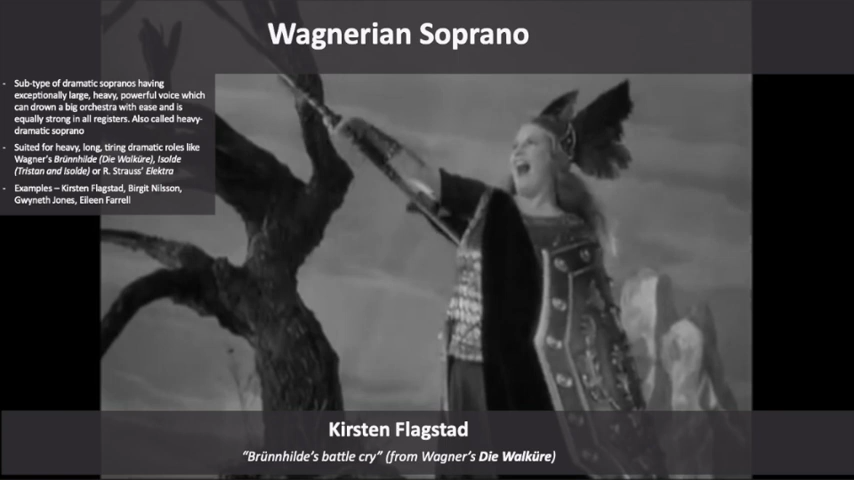 Wagnerian Soprano
- Sub-type of dramatic sopranos having
exceptionally large, heavy, powerful voice which
can drown a big orchestra with ease and is
equally strong in all registers. Also called heavy-
dramatic soprano
- Suited for heavy, long, tiring dramatic roles like
Wagner's Brünnhilde (Die Walküre), Isolde
(Tristan and Isolde) or R. Strauss' Elektra
- Examples – Kirsten Flagstad, Birgit Nilsson,
Gwyneth Jones, Eileen Farrell
Kirsten Flagstad
“Brünnhilde's battle cry” (from Wagner's Die Walküre)